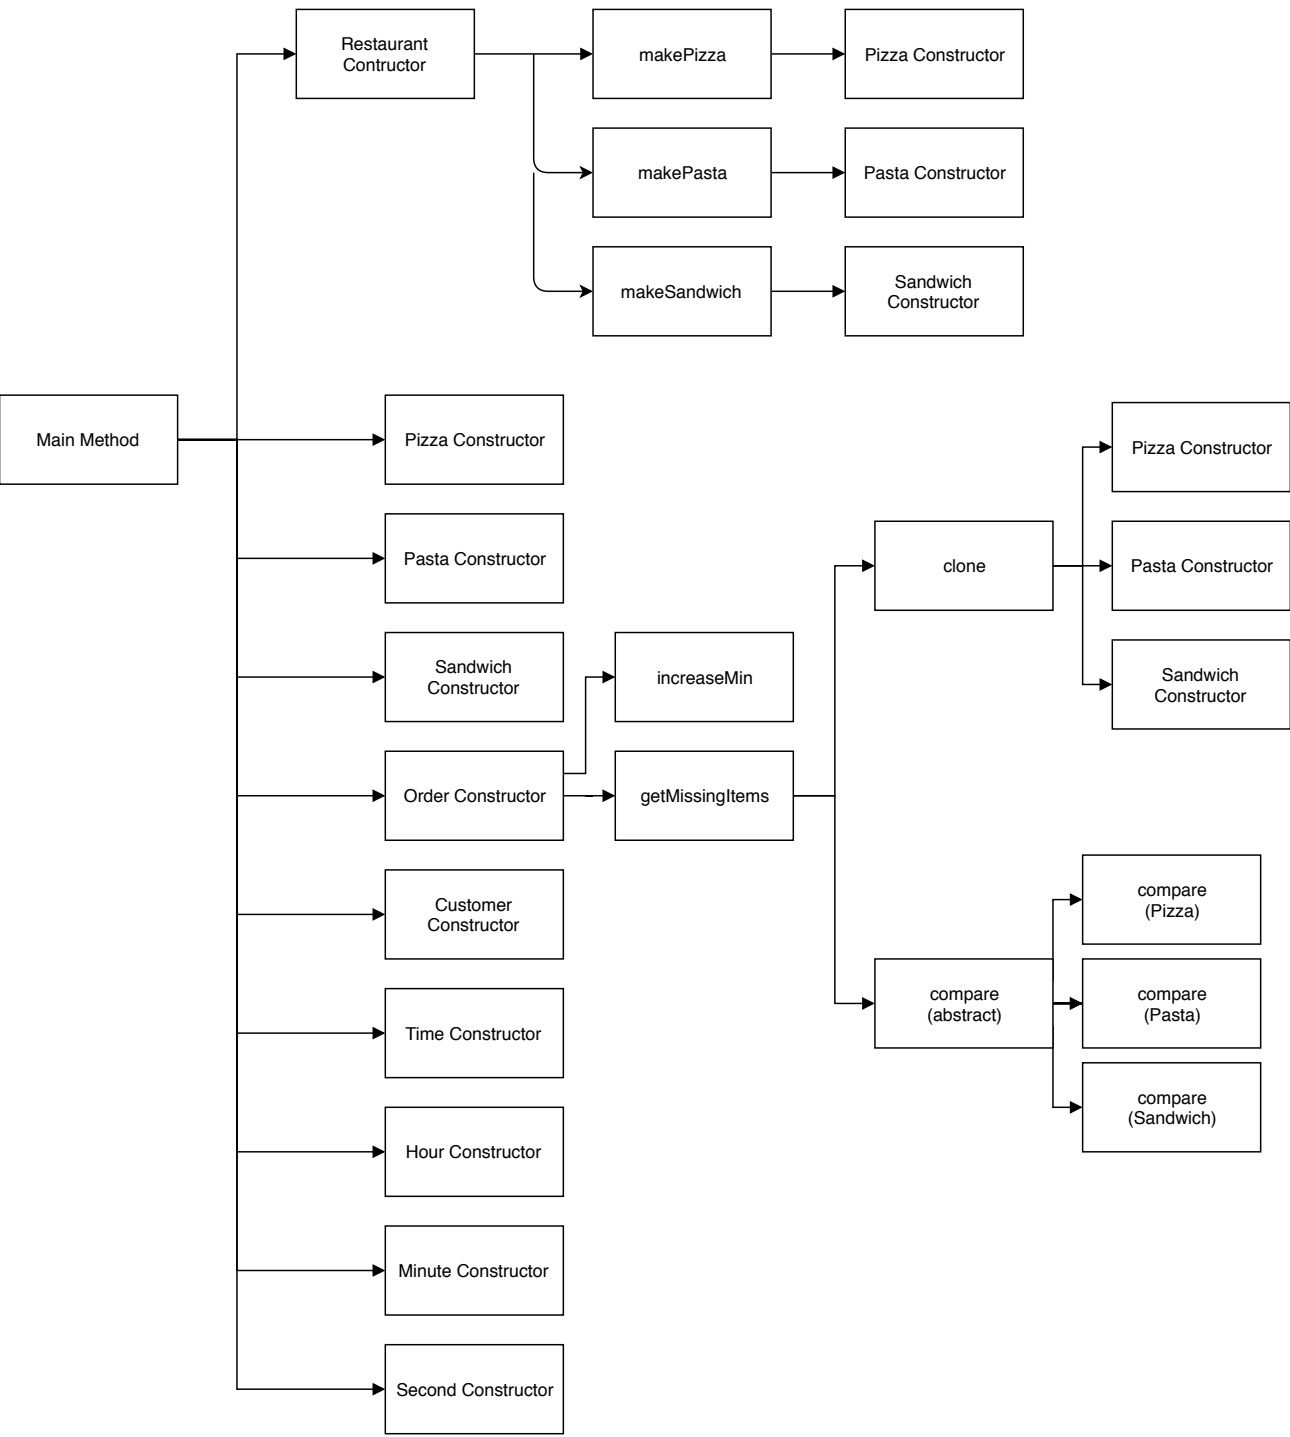 Restaurant
Contructor
makePizza
Pizza Constructor
makePasta
Pasta Constructor
makeSandwich
Sandwich
Constructor
Main Method
Pizza Constructor
Pasta Constructor
Sandwich
Constructor
Order Constructor
Customer
Constructor
Time Constructor
Hour Constructor
Minute Constructor
Second Constructor
increaseMin
getMissingItems
clone
Pizza Constructor
Pasta Constructor
Sandwich
Constructor
compare
(abstract)
compare
(Pizza)
compare
(Pasta)
compare
(Sandwich)